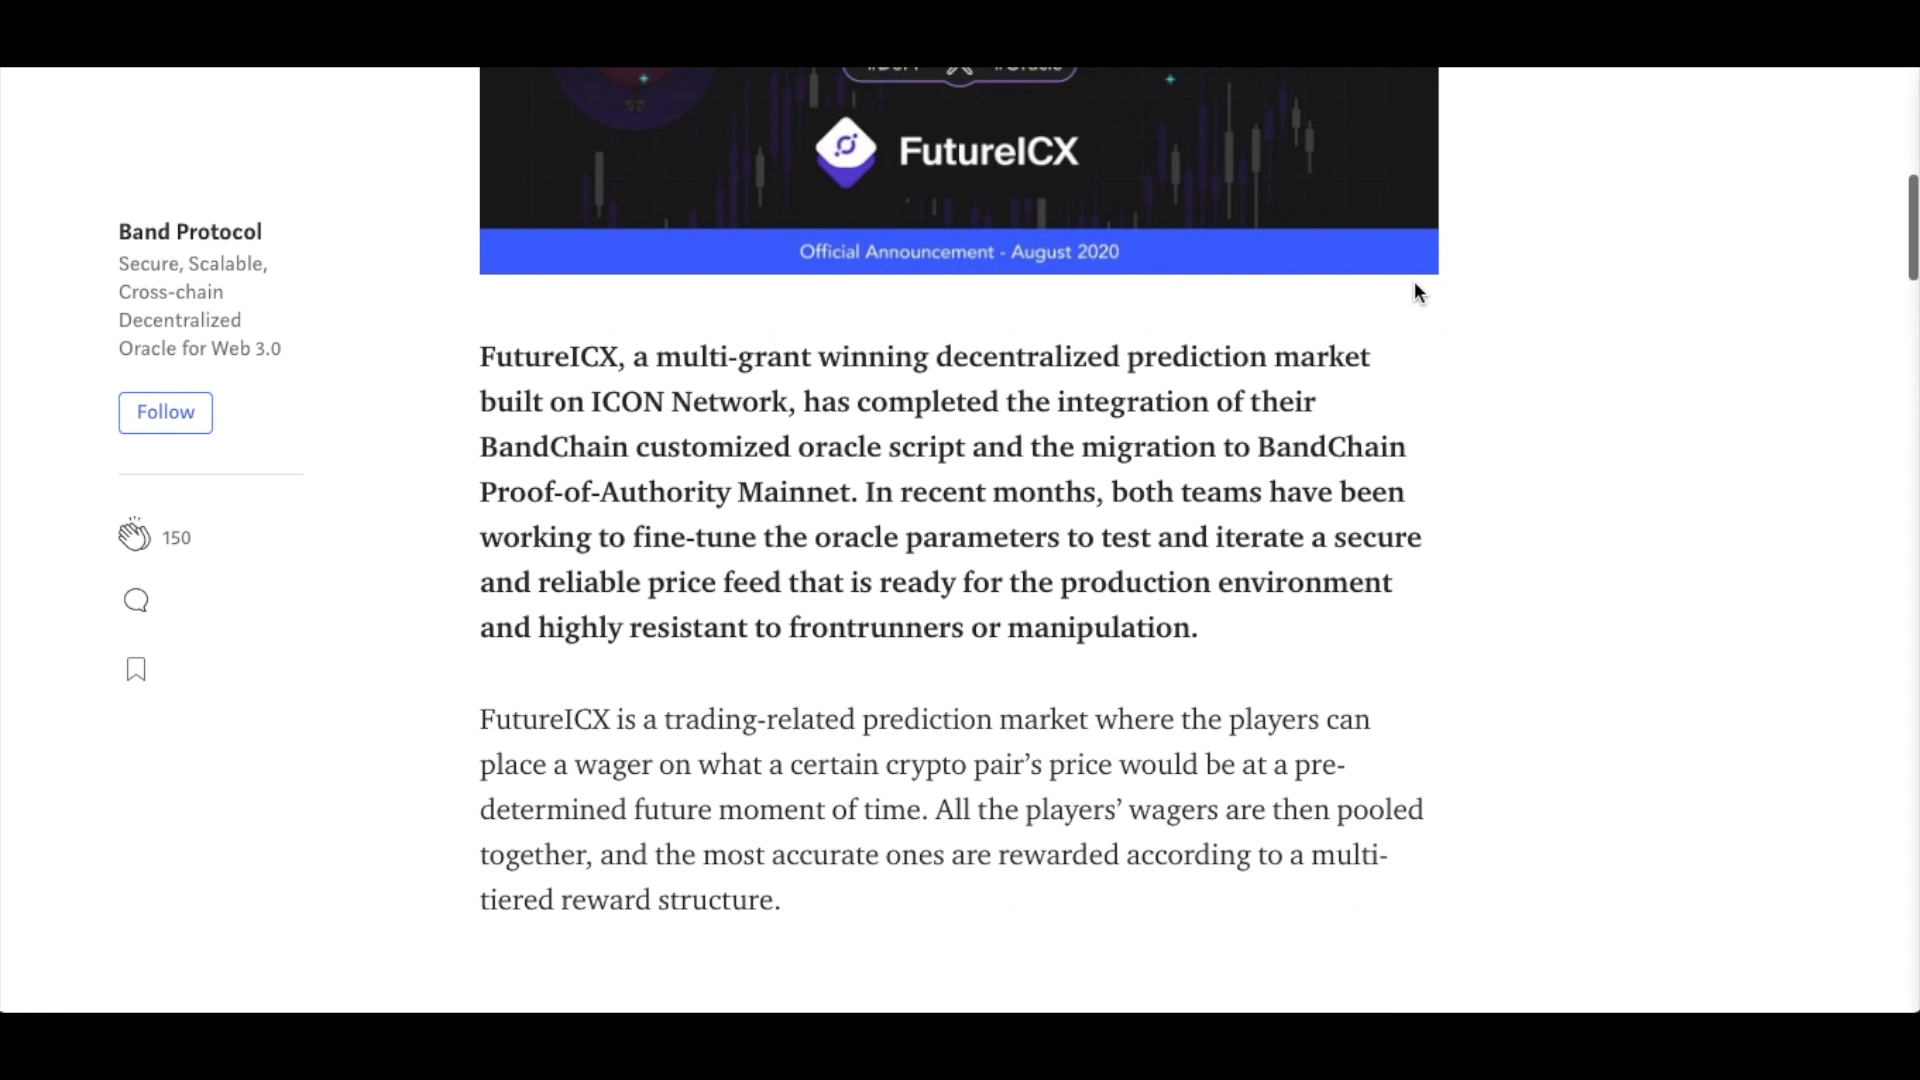 FutureICX
Official Announcement - August 2020
Band Protocol
Secure, Scalable,
Cross-chain
Decentralized
Oracle for Web 3.0
Follow
150
FutureICX, a multi-grant winning decentralized prediction market
built on ICON Network, has completed the integration of their
BandChain customized oracle script and the migration to BandChain
Proof-of-Authority Mainnet. In recent months, both teams have been
working to fine-tune the oracle parameters to test and iterate a secure
and reliable price feed that is ready for the production environment
and highly resistant to frontrunners or manipulation.
FutureICX is a trading-related prediction market where the players can
place a wager on what a certain crypto pair’s price would be at a pre-
determined future moment of time. All the players’ wagers are then pooled
together, and the most accurate ones are rewarded according to a multi-
tiered reward structure.